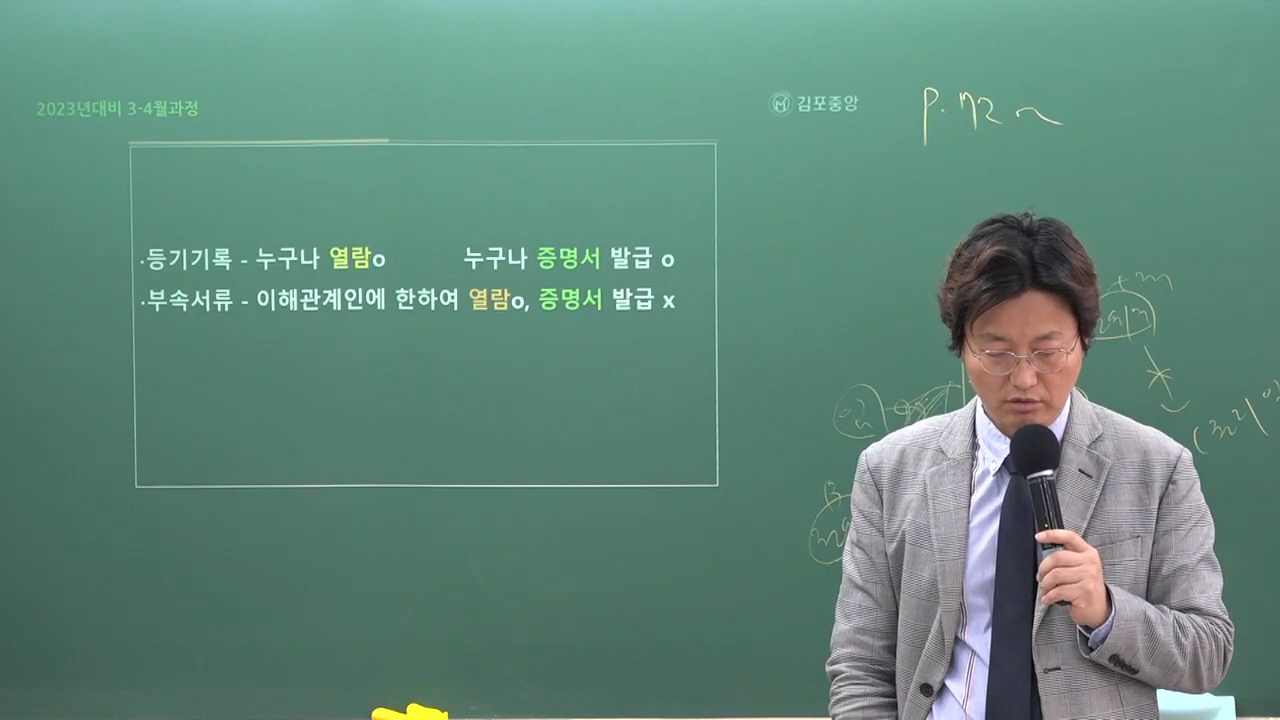 2023년대비 3-4월과정
김포중앙
P. 72 ~
·등기기록 - 누구나 열람o 누구나 증명서 발급 o
·부속서류 - 이해관계인에 한하여 열람o, 증명서 발급 x